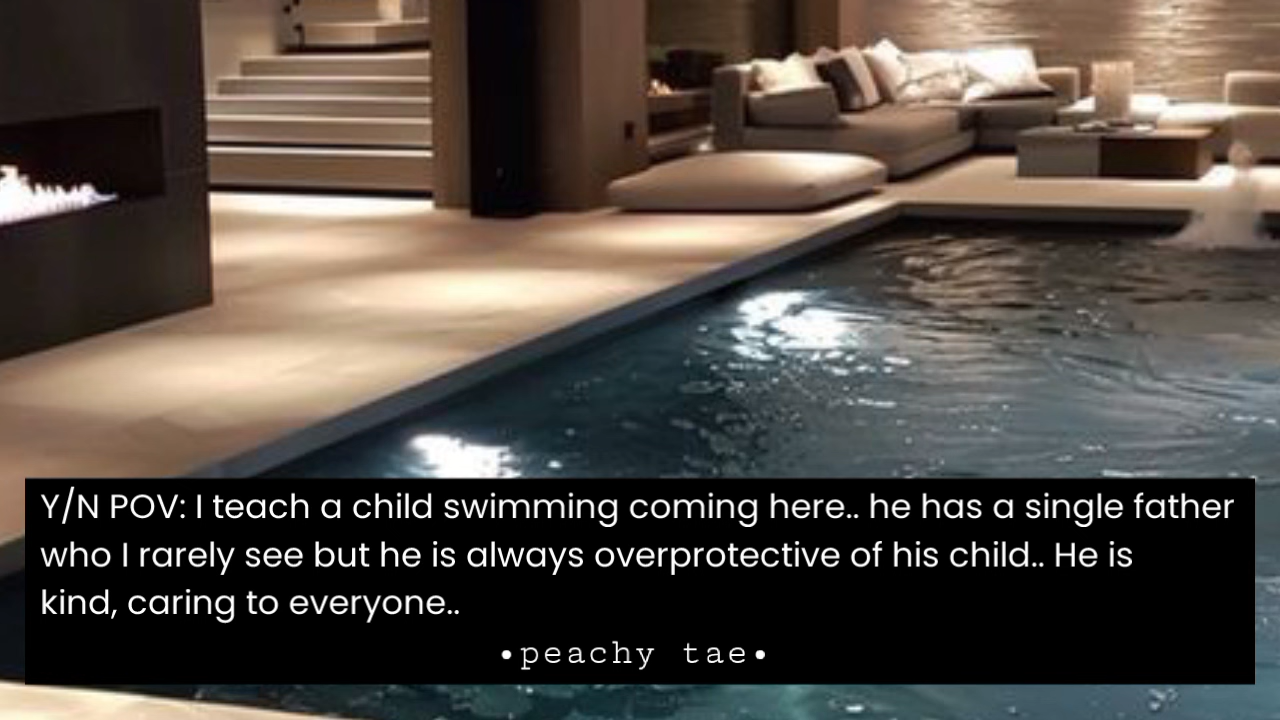 Y/N POV: I teach a child swimming coming here.. he has a single father
who I rarely see but he is always overprotective of his child.. He is
kind, caring to everyone..
•peachy tae•